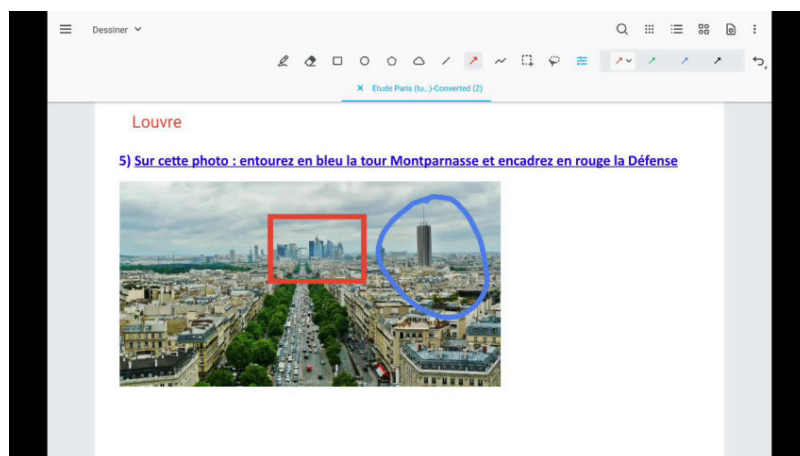 Dessiner
Etude Paris (tu...)-Converted (2)
Louvre
5) Sur cette photo : entourez en bleu la tour Montparnasse et encadrez en rouge la Défense